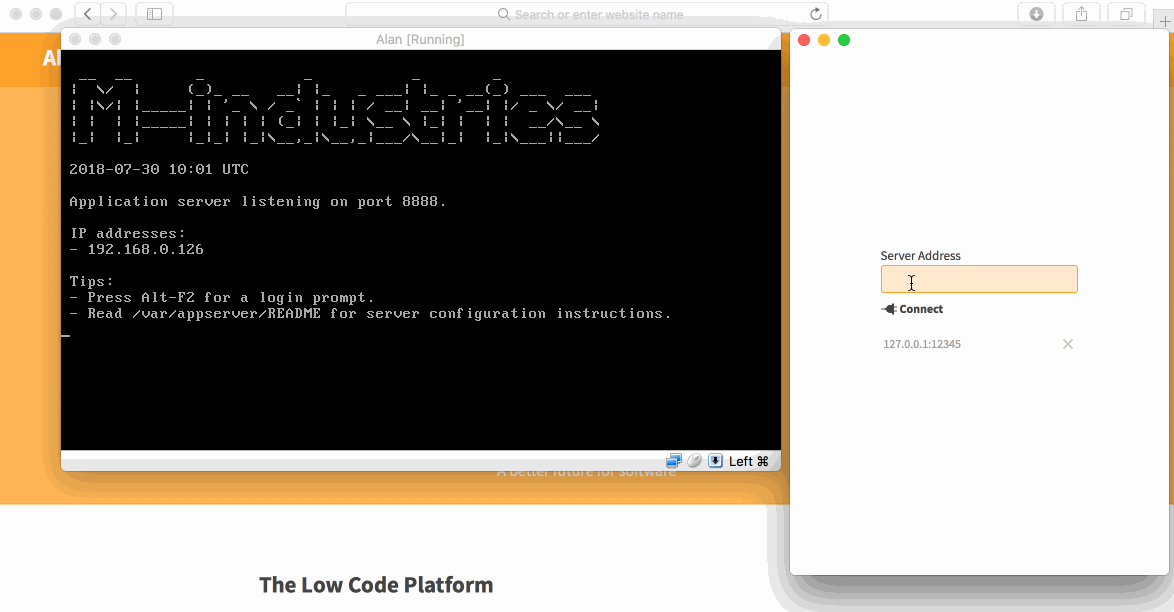 Search or enter website name
Al
Alan [Running]
M-industries
2018-07-30 10:01 UTC
Application server listening on port 8888.
IP addresses:
- 192.168.0.126
Tips:
- Press Alt-F2 for a login prompt.
- Read /var/appserver/README for server configuration instructions.
Left ⌘
Server Address
Connect
127.0.0.1:12345
A better future for software
The Low Code Platform